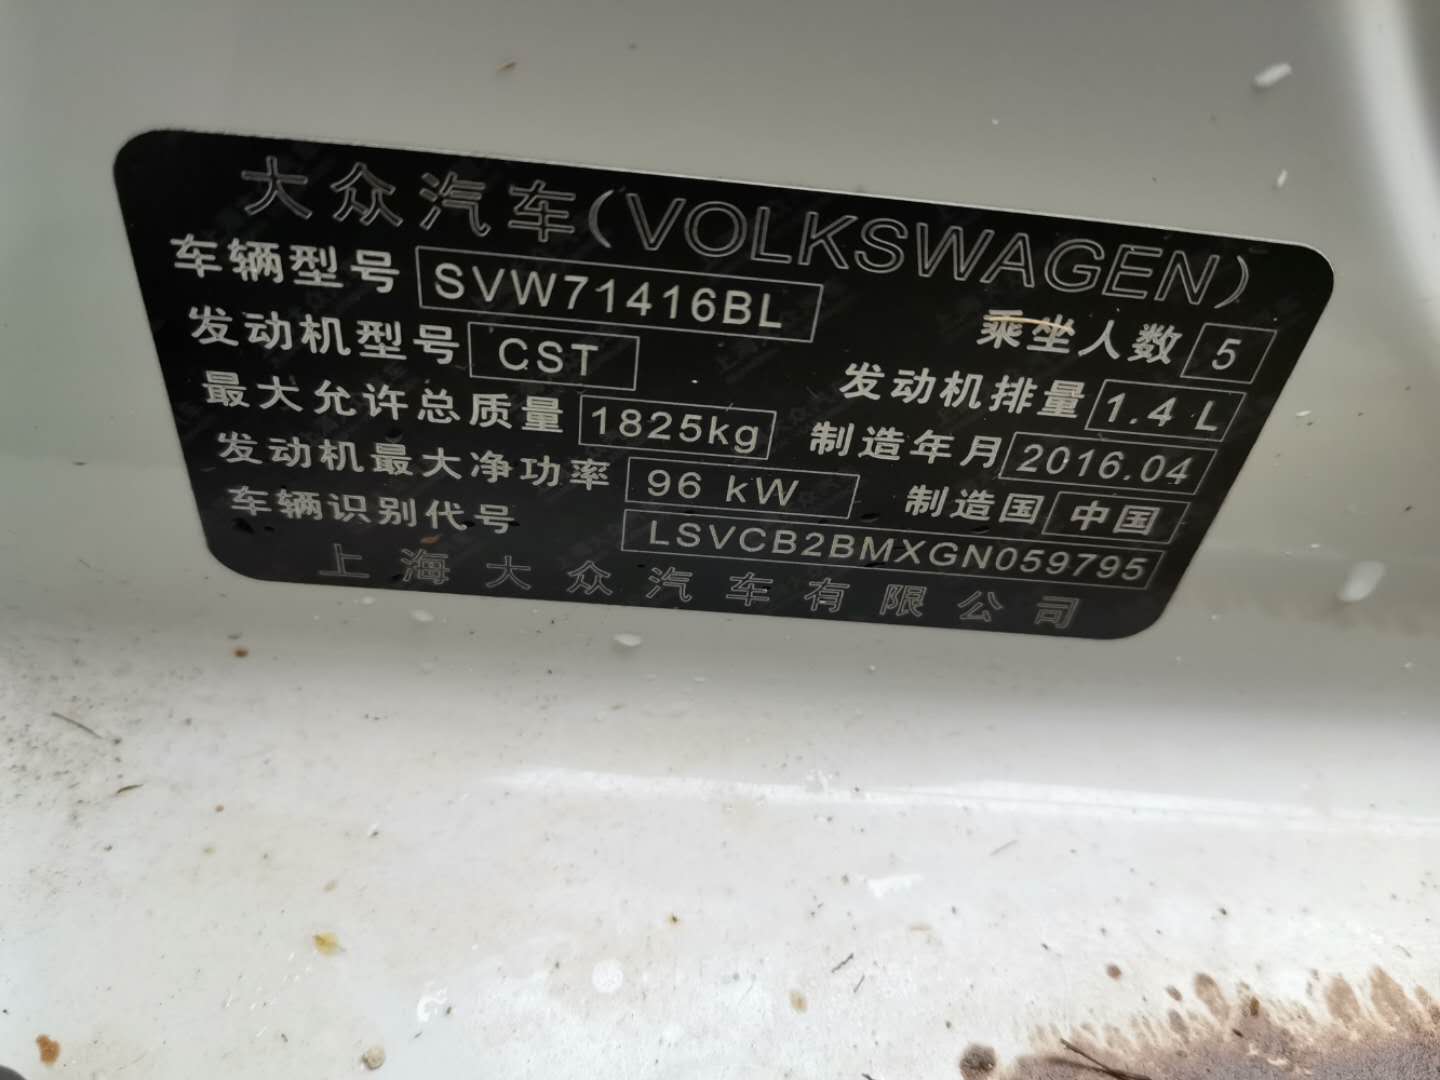 大众汽车(VOLKSWAGEN)
车辆型号 SVW71416BL 乘坐人数 5
发动机型号 CST 发动机排量 1.4 L
最大允许总质量 1825kg 制造年月 2016.04
发动机最大净功率 96 kW 制造国 中国
车辆识别代号 LSVCB2BMXGN059795
上海大众汽车有限公司